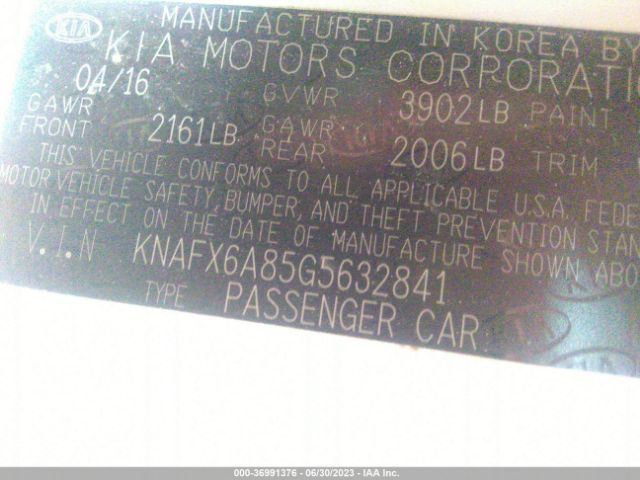 KIA MANUFACTURED IN KOREA BY
KIA MOTORS CORPORATIO
04/16 GVWR 3902LB PAINT
GAWR FRONT 2161LB GAWR REAR 2006LB TRIM
THIS VEHICLE CONFORMS TO ALL APPLICABLE U.S.A. FEDE
MOTOR VEHICLE SAFETY, BUMPER, AND THEFT PREVENTION STAN
IN EFFECT ON THE DATE OF MANUFACTURE SHOWN ABO
V.I.N KNAFX6A85G5632841
TYPE PASSENGER CAR
000-36991376 - 06/30/2023 - IAA Inc.